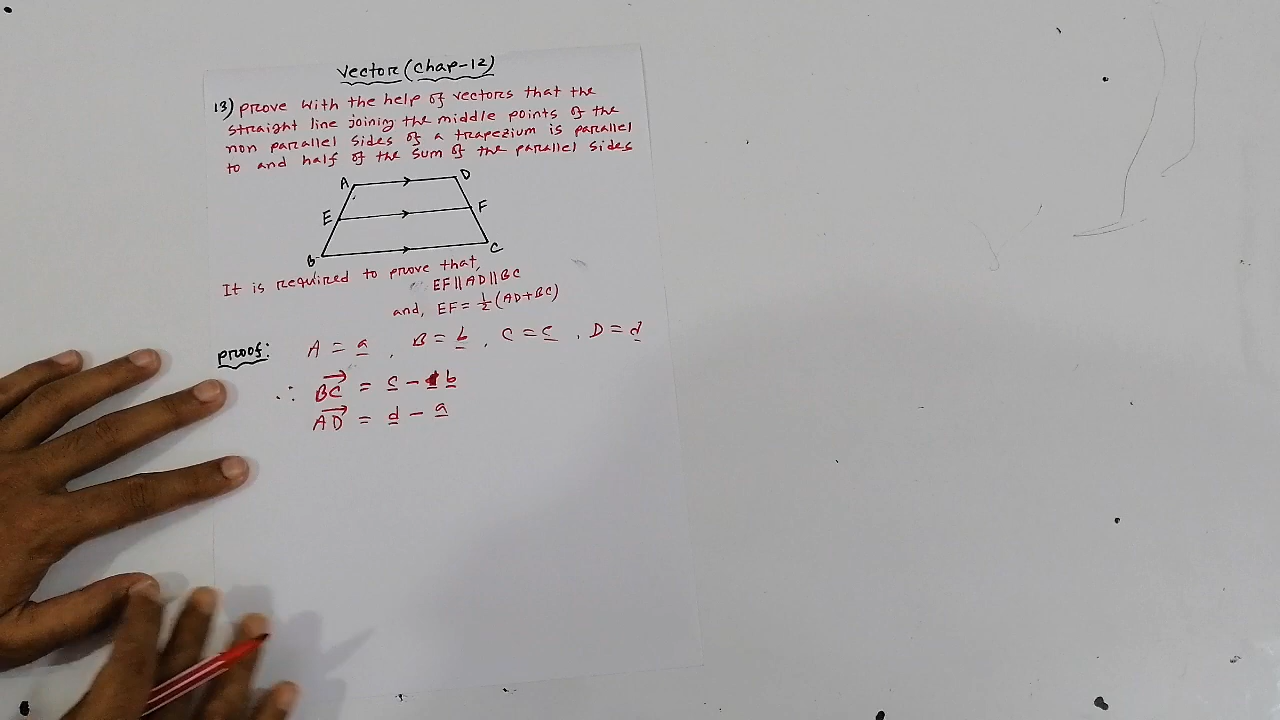 Vector (Chap-12)
13) prove with the help of vectors that the
straight line joining the middle points of the
non parallel sides of a trapezium is parallel
to and half of the sum of the parallel sides
A D
E F
B C
It is required to prove that,
EF || AD || BC
and, EF = ½ (AD + BC)
proof: A = a, B = b, C = c, D = d
∴ BC = c - b
AD = d - a